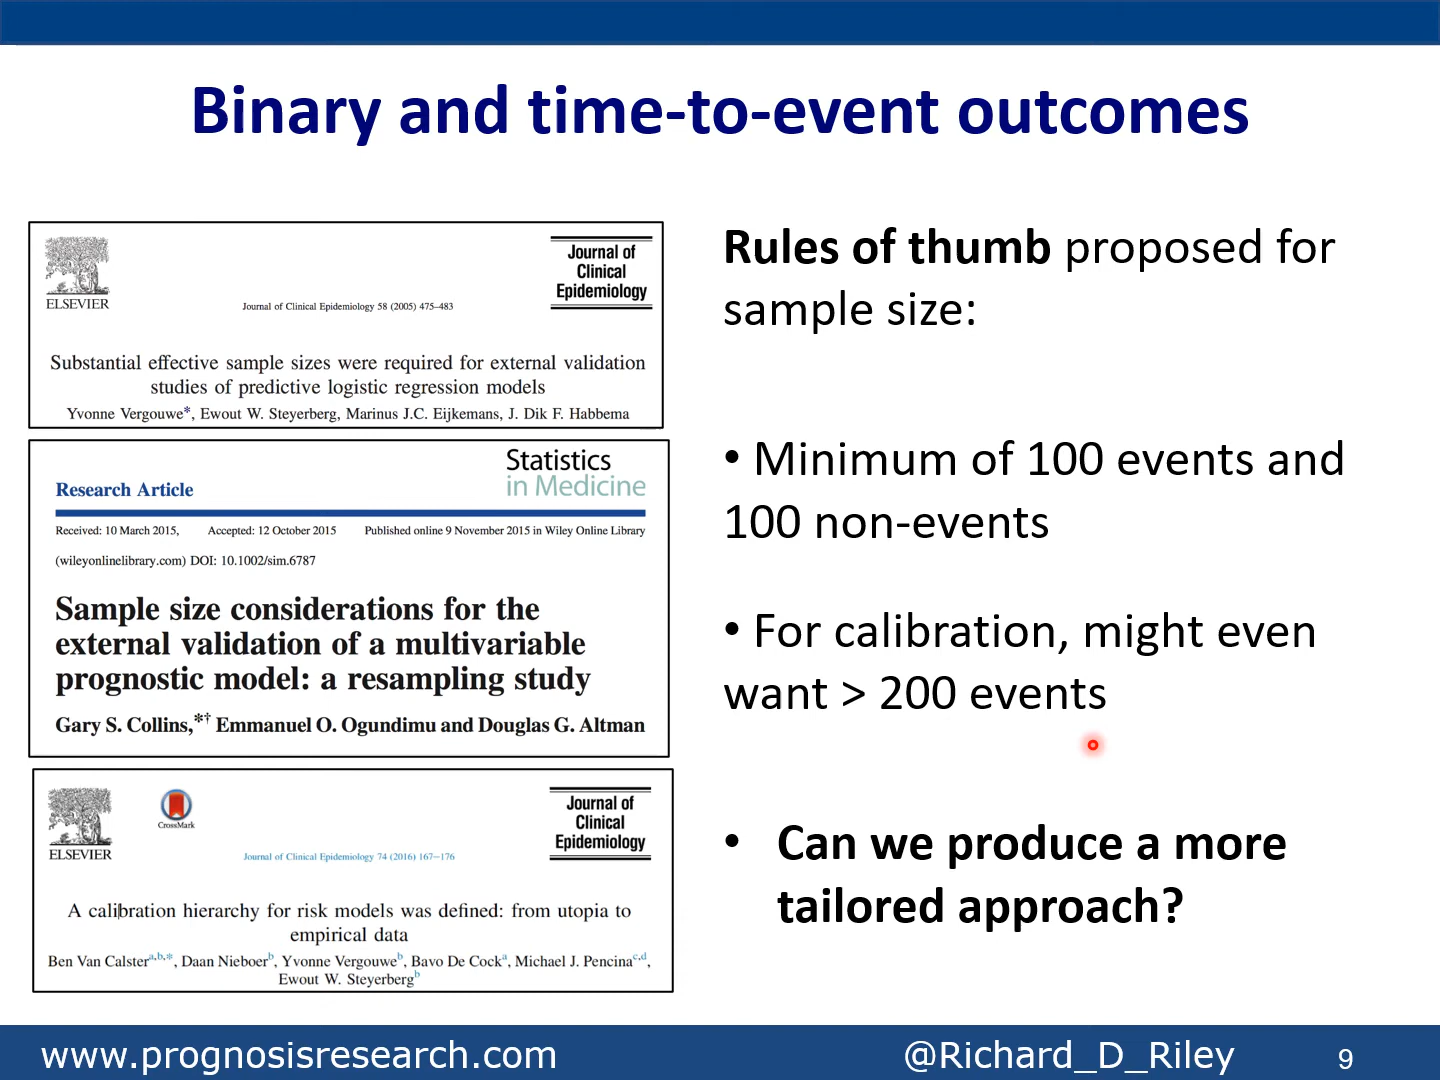 Binary and time-to-event outcomes
ELSEVIER
Journal of Clinical Epidemiology 58 (2005) 475–483
Journal of
Clinical
Epidemiology
Substantial effective sample sizes were required for external validation
studies of predictive logistic regression models
Yvonne Vergouwe*, Ewout W. Steyerberg, Marinus J.C. Eijkemans, J. Dik F. Habbema
Statistics
in Medicine
Research Article
Received: 10 March 2015, Accepted: 12 October 2015 Published online 9 November 2015 in Wiley Online Library
(wileyonlinelibrary.com) DOI: 10.1002/sim.6787
Sample size considerations for the
external validation of a multivariable
prognostic model: a resampling study
Gary S. Collins,*† Emmanuel O. Ogundimu and Douglas G. Altman
ELSEVIER
CrossMark
Journal of Clinical Epidemiology 74 (2016) 167–176
Journal of
Clinical
Epidemiology
A calibration hierarchy for risk models was defined: from utopia to
empirical data
Ben Van Calster a,b,*, Daan Nieboer b, Yvonne Vergouwe b, Bavo De Cock a, Michael J. Pencina c,d,
Ewout W. Steyerberg b
Rules of thumb proposed for
sample size:
• Minimum of 100 events and
100 non-events
• For calibration, might even
want > 200 events
• Can we produce a more
tailored approach?
www.prognosisresearch.com
@Richard_D_Riley
9